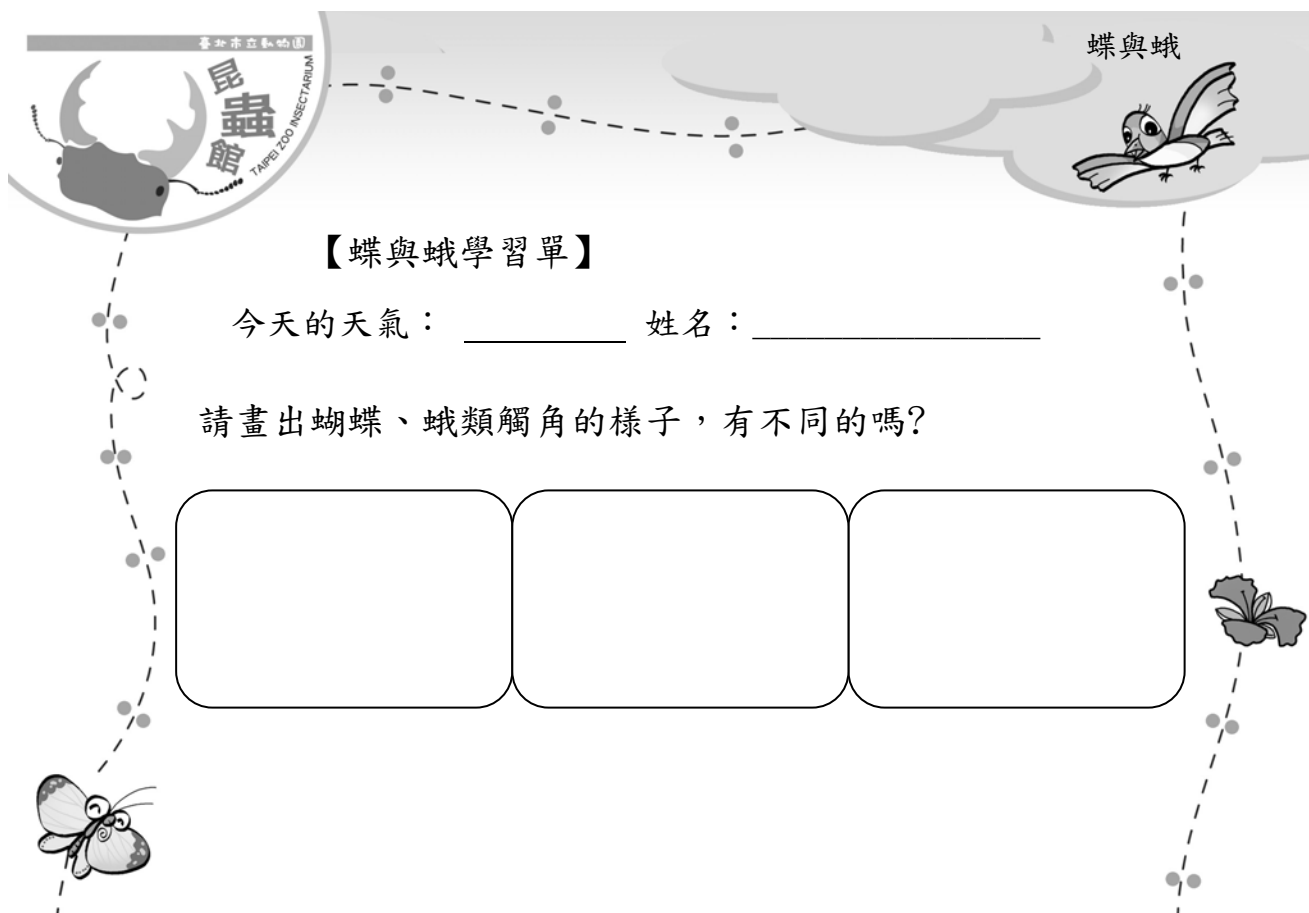 臺北市立動物園
昆蟲館
TAIPEI ZOO INSECTARIUM
蝶與蛾
【蝶與蛾學習單】
今天的天氣： ________ 姓名：________________
請畫出蝴蝶、蛾類觸角的樣子，有不同的嗎?